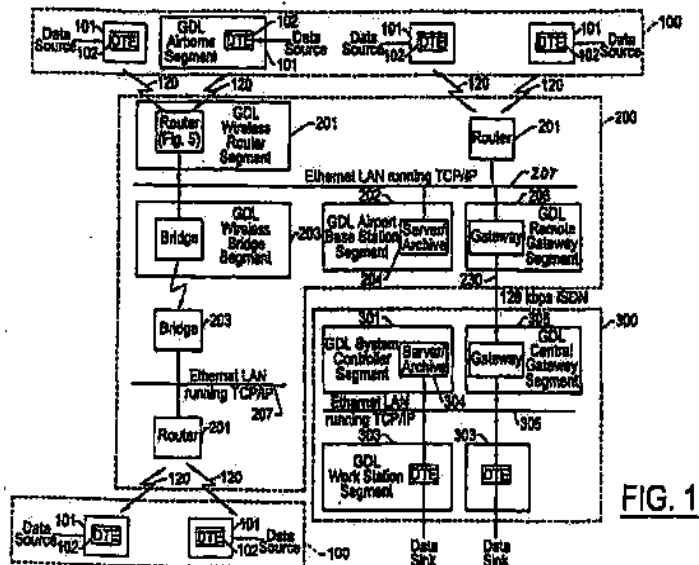 Data Source
101
102
DTE
GDL Airborne Segment
102
DTE
101
Data Source
Data Source
101
102
DTE
101
DTE
102
Data Source
100
120
120
120
120
Router (Fig. 5)
GDL Wireless Router Segment
201
Router
201
200
Ethernet LAN running TCP/IP
207
202
206
Bridge
GDL Wireless Bridge Segment
203
GDL Airport Base Station Segment
Server/Archive
204
Gateway
GDL Remote Gateway Segment
230
128 kbps ISDN
Bridge
203
301
GDL System Controller Segment
Server/Archive
304
Gateway
GDL Central Gateway Segment
300
Ethernet LAN running TCP/IP
207
Ethernet LAN running TCP/IP
305
Router
201
303
GDL Work Station Segment
DTE
303
DTE
120
120
Data Source
101
102
DTE
101
DTE
102
Data Source
100
Data Sink
Data Sink
FIG. 1